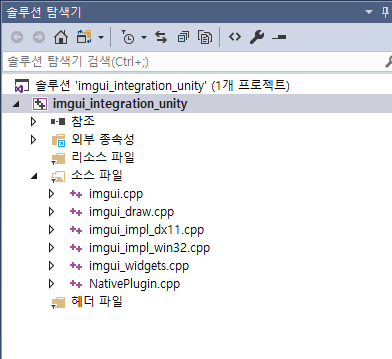 솔루션 탐색기
솔루션 탐색기 검색(Ctrl+;)
솔루션 'imgui_integration_unity' (1개 프로젝트)
imgui_integration_unity
참조
외부 종속성
리소스 파일
소스 파일
imgui.cpp
imgui_draw.cpp
imgui_impl_dx11.cpp
imgui_impl_win32.cpp
imgui_widgets.cpp
NativePlugin.cpp
헤더 파일